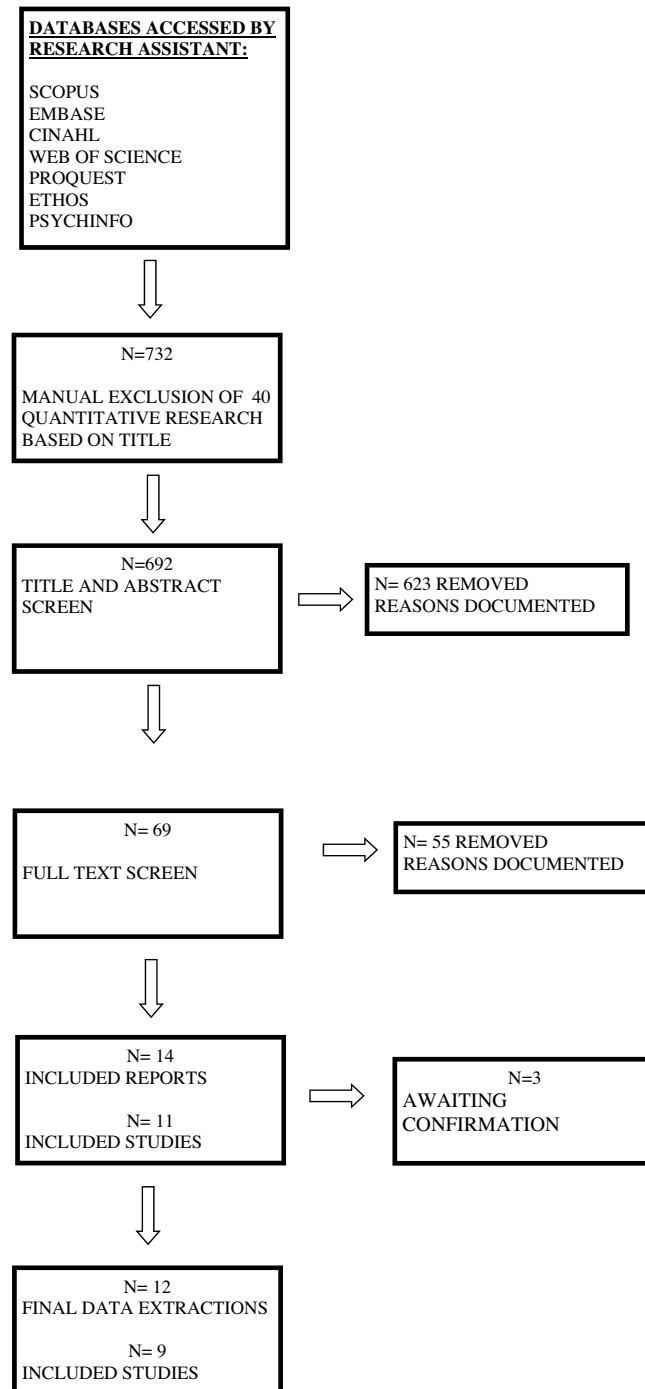 DATABASES ACCESSED BY
RESEARCH ASSISTANT:
SCOPUS
EMBASE
CINAHL
WEB OF SCIENCE
PROQUEST
ETHOS
PSYCHINFO
N=732
MANUAL EXCLUSION OF 40
QUANTITATIVE RESEARCH
BASED ON TITLE
N=692
TITLE AND ABSTRACT
SCREEN
N= 623 REMOVED
REASONS DOCUMENTED
N= 69
FULL TEXT SCREEN
N= 55 REMOVED
REASONS DOCUMENTED
N= 14
INCLUDED REPORTS
N= 11
INCLUDED STUDIES
N=3
AWAITING
CONFIRMATION
N= 12
FINAL DATA EXTRACTIONS
N= 9
INCLUDED STUDIES